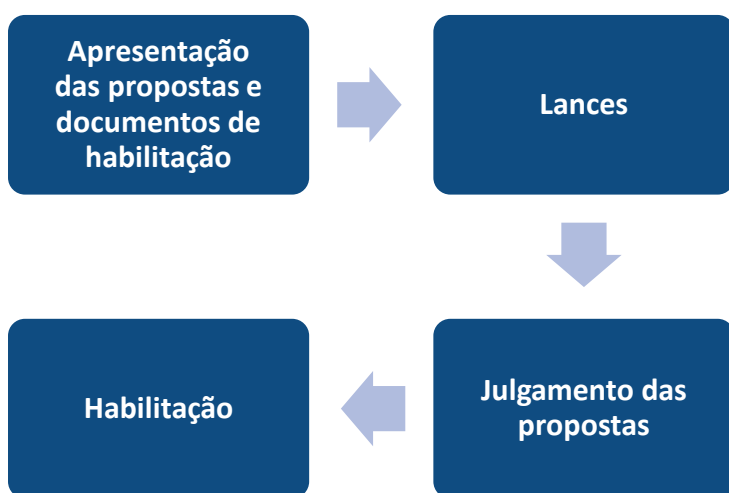 Apresentação
das propostas e
documentos de
habilitação
Lances
Julgamento das
propostas
Habilitação